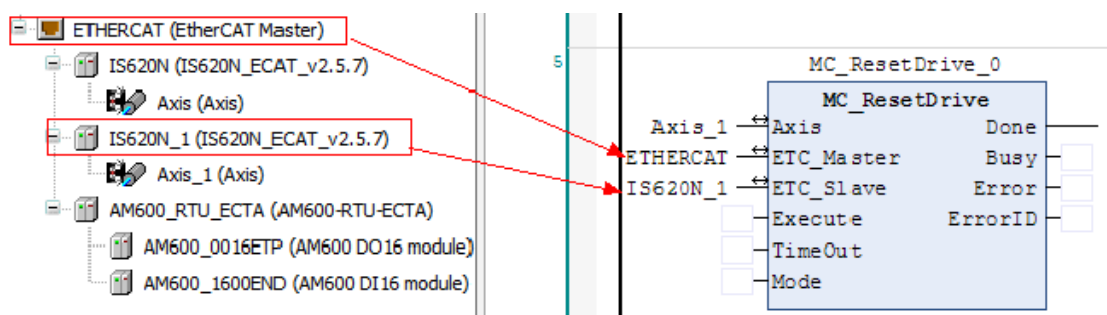 ETHERCAT (EtherCAT Master)
IS620N (IS620N_ECAT_v2.5.7)
Axis (Axis)
IS620N_1 (IS620N_ECAT_v2.5.7)
Axis_1 (Axis)
AM600_RTU_ECTA (AM600-RTU-ECTA)
AM600_0016ETP (AM600 DO16 module)
AM600_1600END (AM600 DI16 module)
5
MC_ResetDrive_0
MC_ResetDrive
Axis_1 Axis Done
ETHERCAT ETC_Master Busy
IS620N_1 ETC_Slave Error
Execute ErrorID
TimeOut
Mode